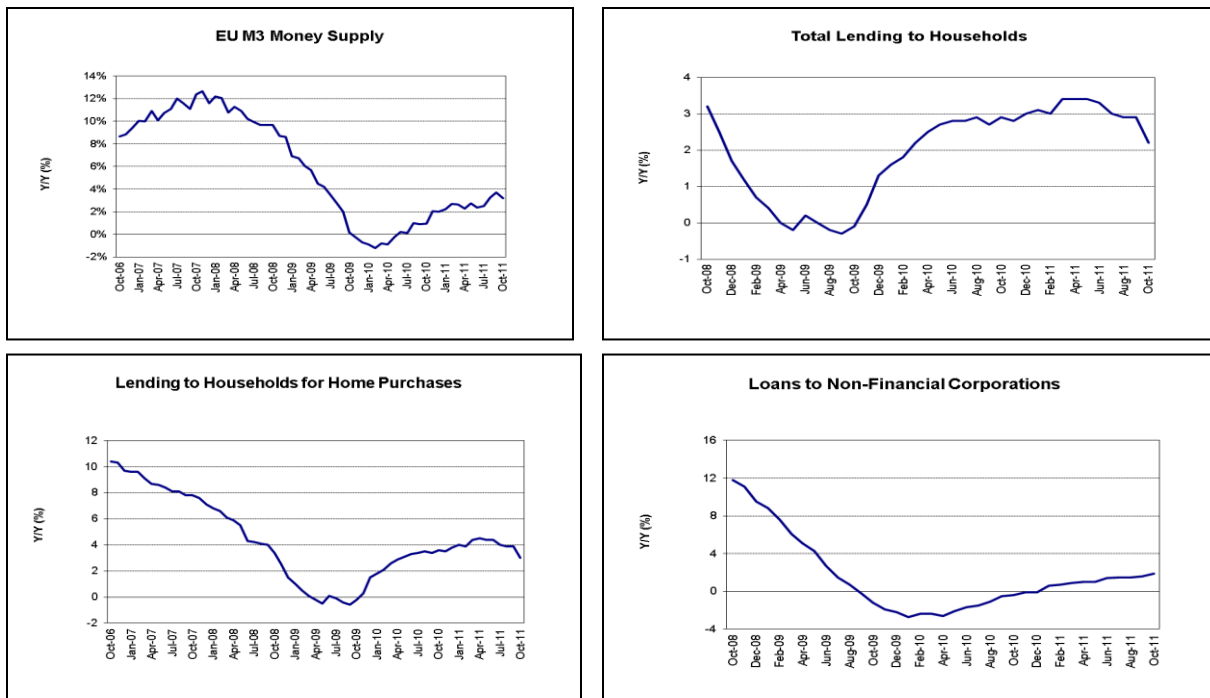 EU M3 Money Supply
Y/Y (%)
14%
12%
10%
8%
6%
4%
2%
0%
-2%
Oct-06
Jan-07
Apr-07
Jul-07
Oct-07
Jan-08
Apr-08
Jul-08
Oct-08
Jan-09
Apr-09
Jul-09
Oct-09
Jan-10
Apr-10
Jul-10
Oct-10
Jan-11
Apr-11
Jul-11
Oct-11
Total Lending to Households
Y/Y (%)
4
3
2
1
0
-1
Oct-08
Dec-08
Feb-09
Apr-09
Jun-09
Aug-09
Oct-09
Dec-09
Feb-10
Apr-10
Jun-10
Aug-10
Oct-10
Dec-10
Feb-11
Apr-11
Jun-11
Aug-11
Oct-11
Lending to Households for Home Purchases
Y/Y (%)
12
10
8
6
4
2
0
-2
Oct-06
Jan-07
Apr-07
Jul-07
Oct-07
Jan-08
Apr-08
Jul-08
Oct-08
Jan-09
Apr-09
Jul-09
Oct-09
Jan-10
Apr-10
Jul-10
Oct-10
Jan-11
Apr-11
Jul-11
Oct-11
Loans to Non-Financial Corporations
Y/Y (%)
16
12
8
4
0
-4
Oct-08
Dec-08
Feb-09
Apr-09
Jun-09
Aug-09
Oct-09
Dec-09
Feb-10
Apr-10
Jun-10
Aug-10
Oct-10
Dec-10
Feb-11
Apr-11
Jun-11
Aug-11
Oct-11